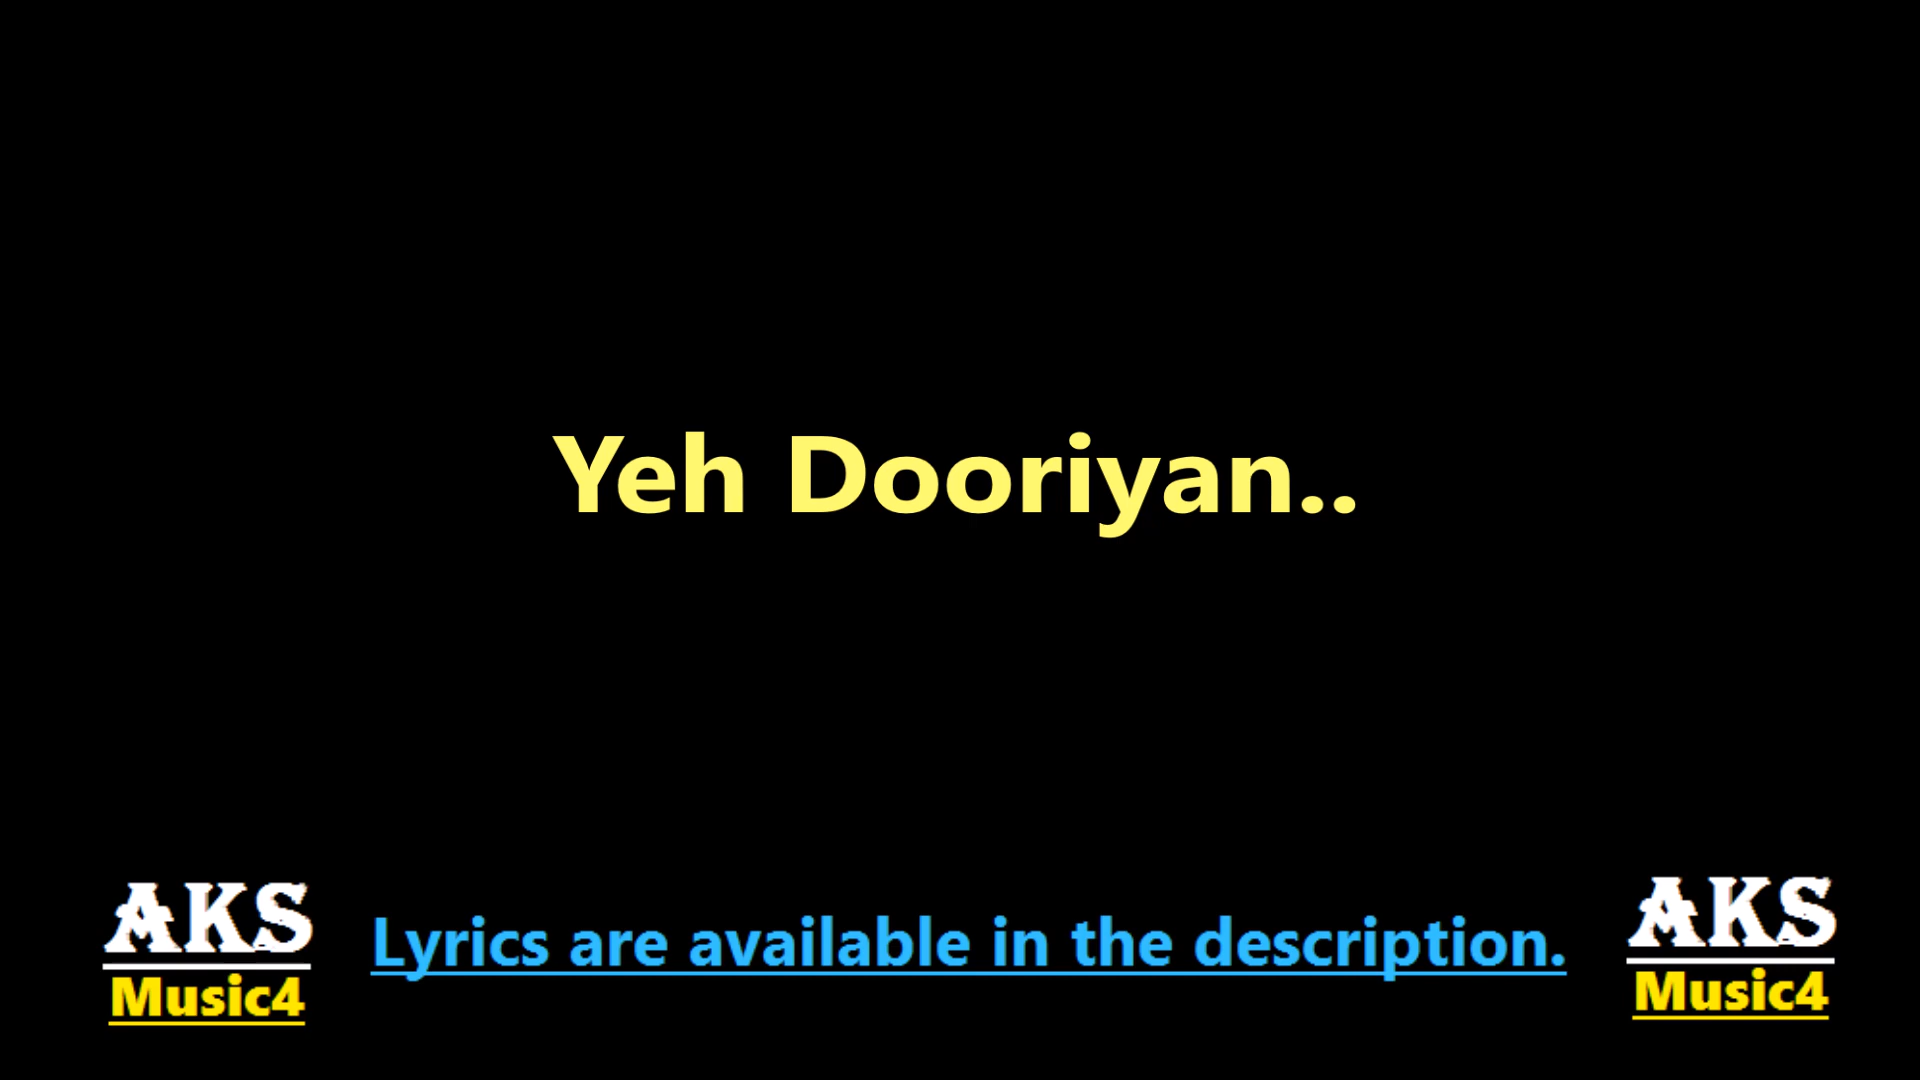 Yeh Dooriyan..
AKS
Music4
Lyrics are available in the description.
AKS
Music4